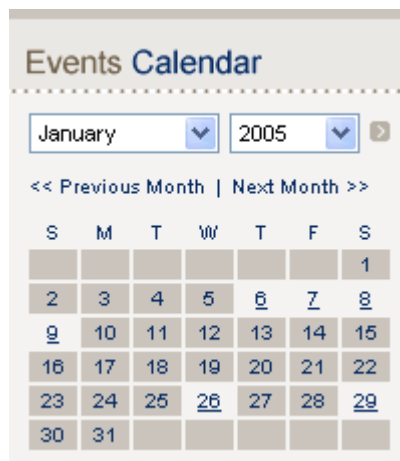 Events Calendar
January 2005
<< Previous Month | Next Month >>
S M T W T F S
1
2 3 4 5 6 7 8
9 10 11 12 13 14 15
16 17 18 19 20 21 22
23 24 25 26 27 28 29
30 31